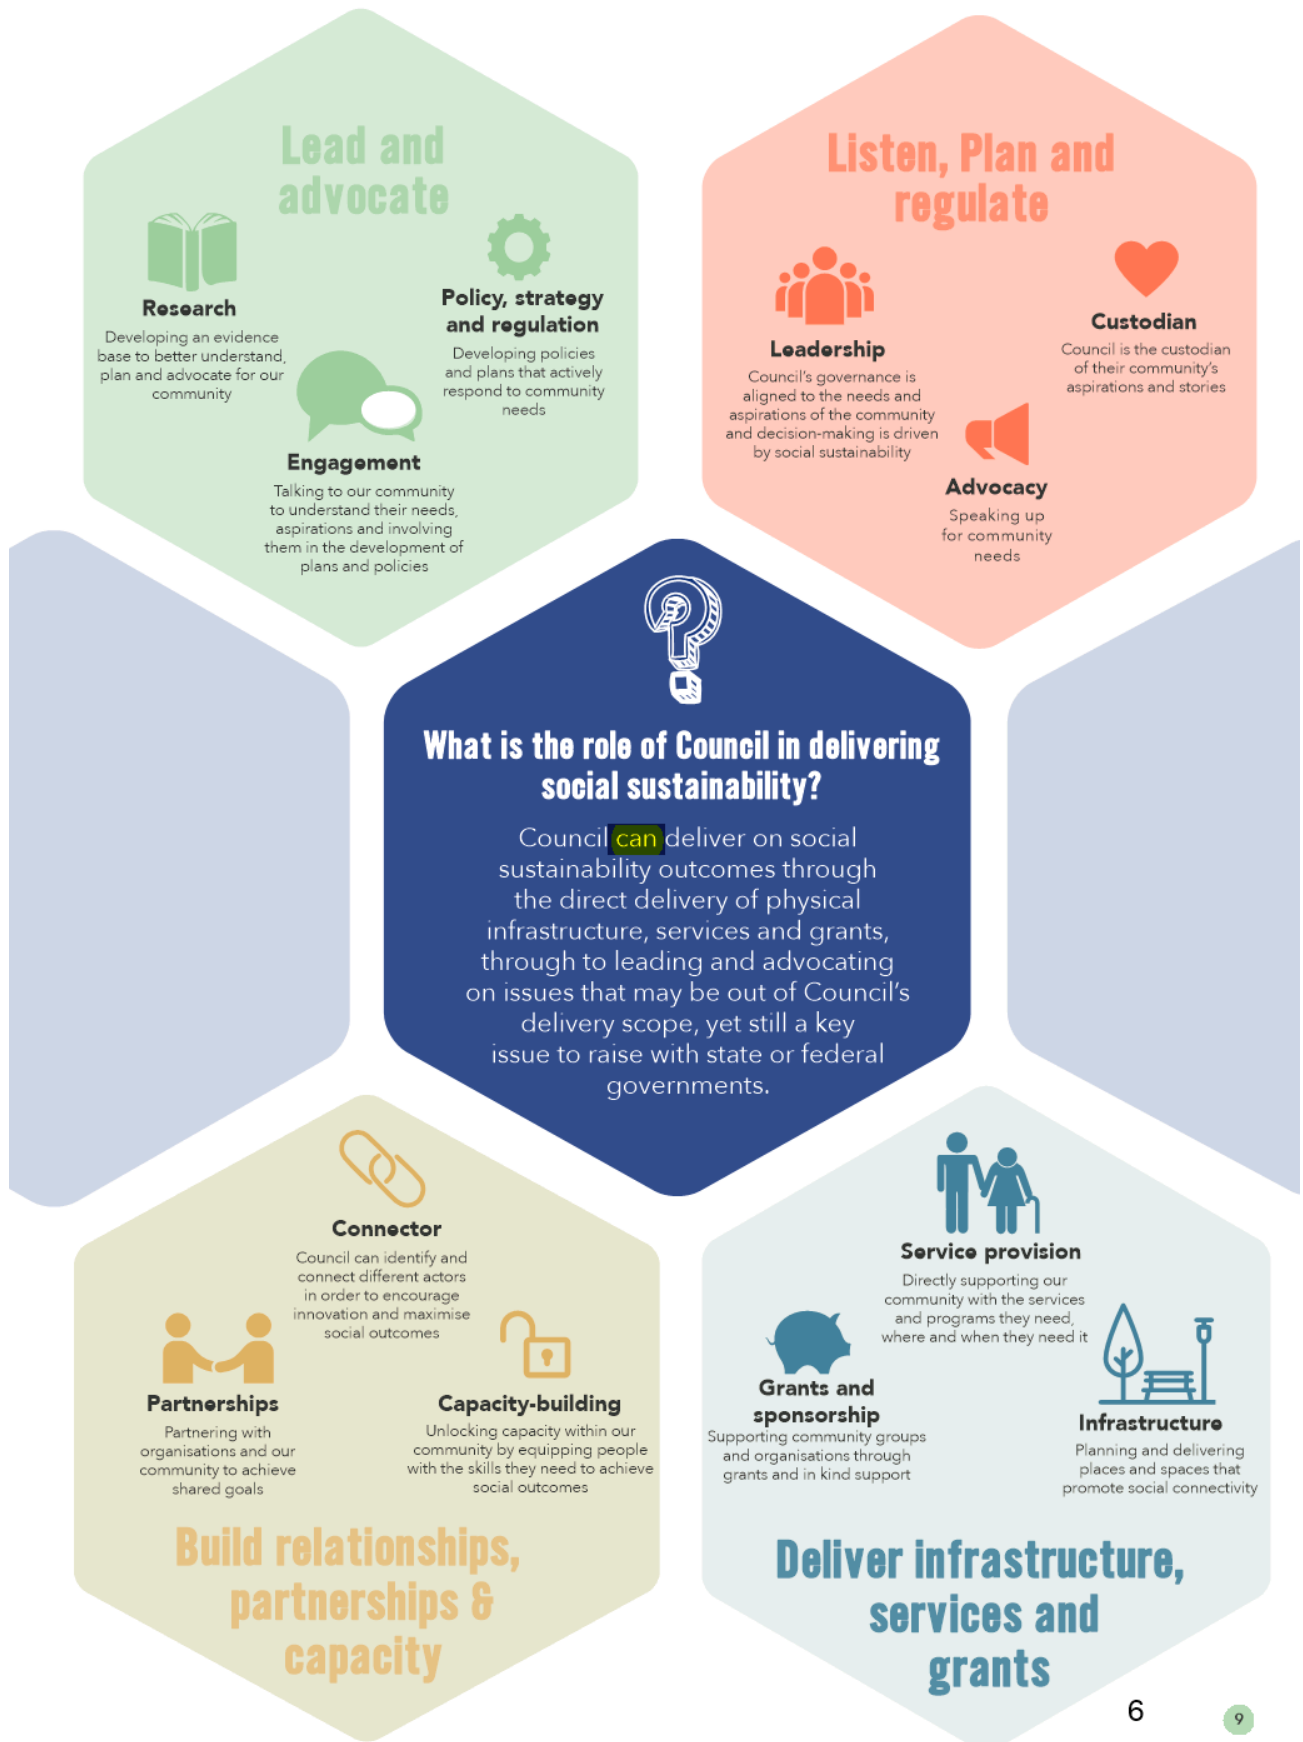 Lead and
advocate
Research
Developing an evidence
base to better understand,
plan and advocate for our
community
Policy, strategy
and regulation
Developing policies
and plans that actively
respond to community
needs
Engagement
Talking to our community
to understand their needs,
aspirations and involving
them in the development of
plans and policies
Listen, Plan and
regulate
Leadership
Council's governance is
aligned to the needs and
aspirations of the community
and decision-making is driven
by social sustainability
Custodian
Council is the custodian
of their community's
aspirations and stories
Advocacy
Speaking up
for community
needs
What is the role of Council in delivering
social sustainability?
Council can deliver on social
sustainability outcomes through
the direct delivery of physical
infrastructure, services and grants,
through to leading and advocating
on issues that may be out of Council's
delivery scope, yet still a key
issue to raise with state or federal
governments.
Connector
Council can identify and
connect different actors
in order to encourage
innovation and maximise
social outcomes
Partnerships
Partnering with
organisations and our
community to achieve
shared goals
Capacity-building
Unlocking capacity within our
community by equipping people
with the skills they need to achieve
social outcomes
Build relationships,
partnerships &
capacity
Service provision
Directly supporting our
community with the services
and programs they need,
where and when they need it
Grants and
sponsorship
Supporting community groups
and organisations through
grants and in kind support
Infrastructure
Planning and delivering
places and spaces that
promote social connectivity
Deliver infrastructure,
services and
grants
6
9